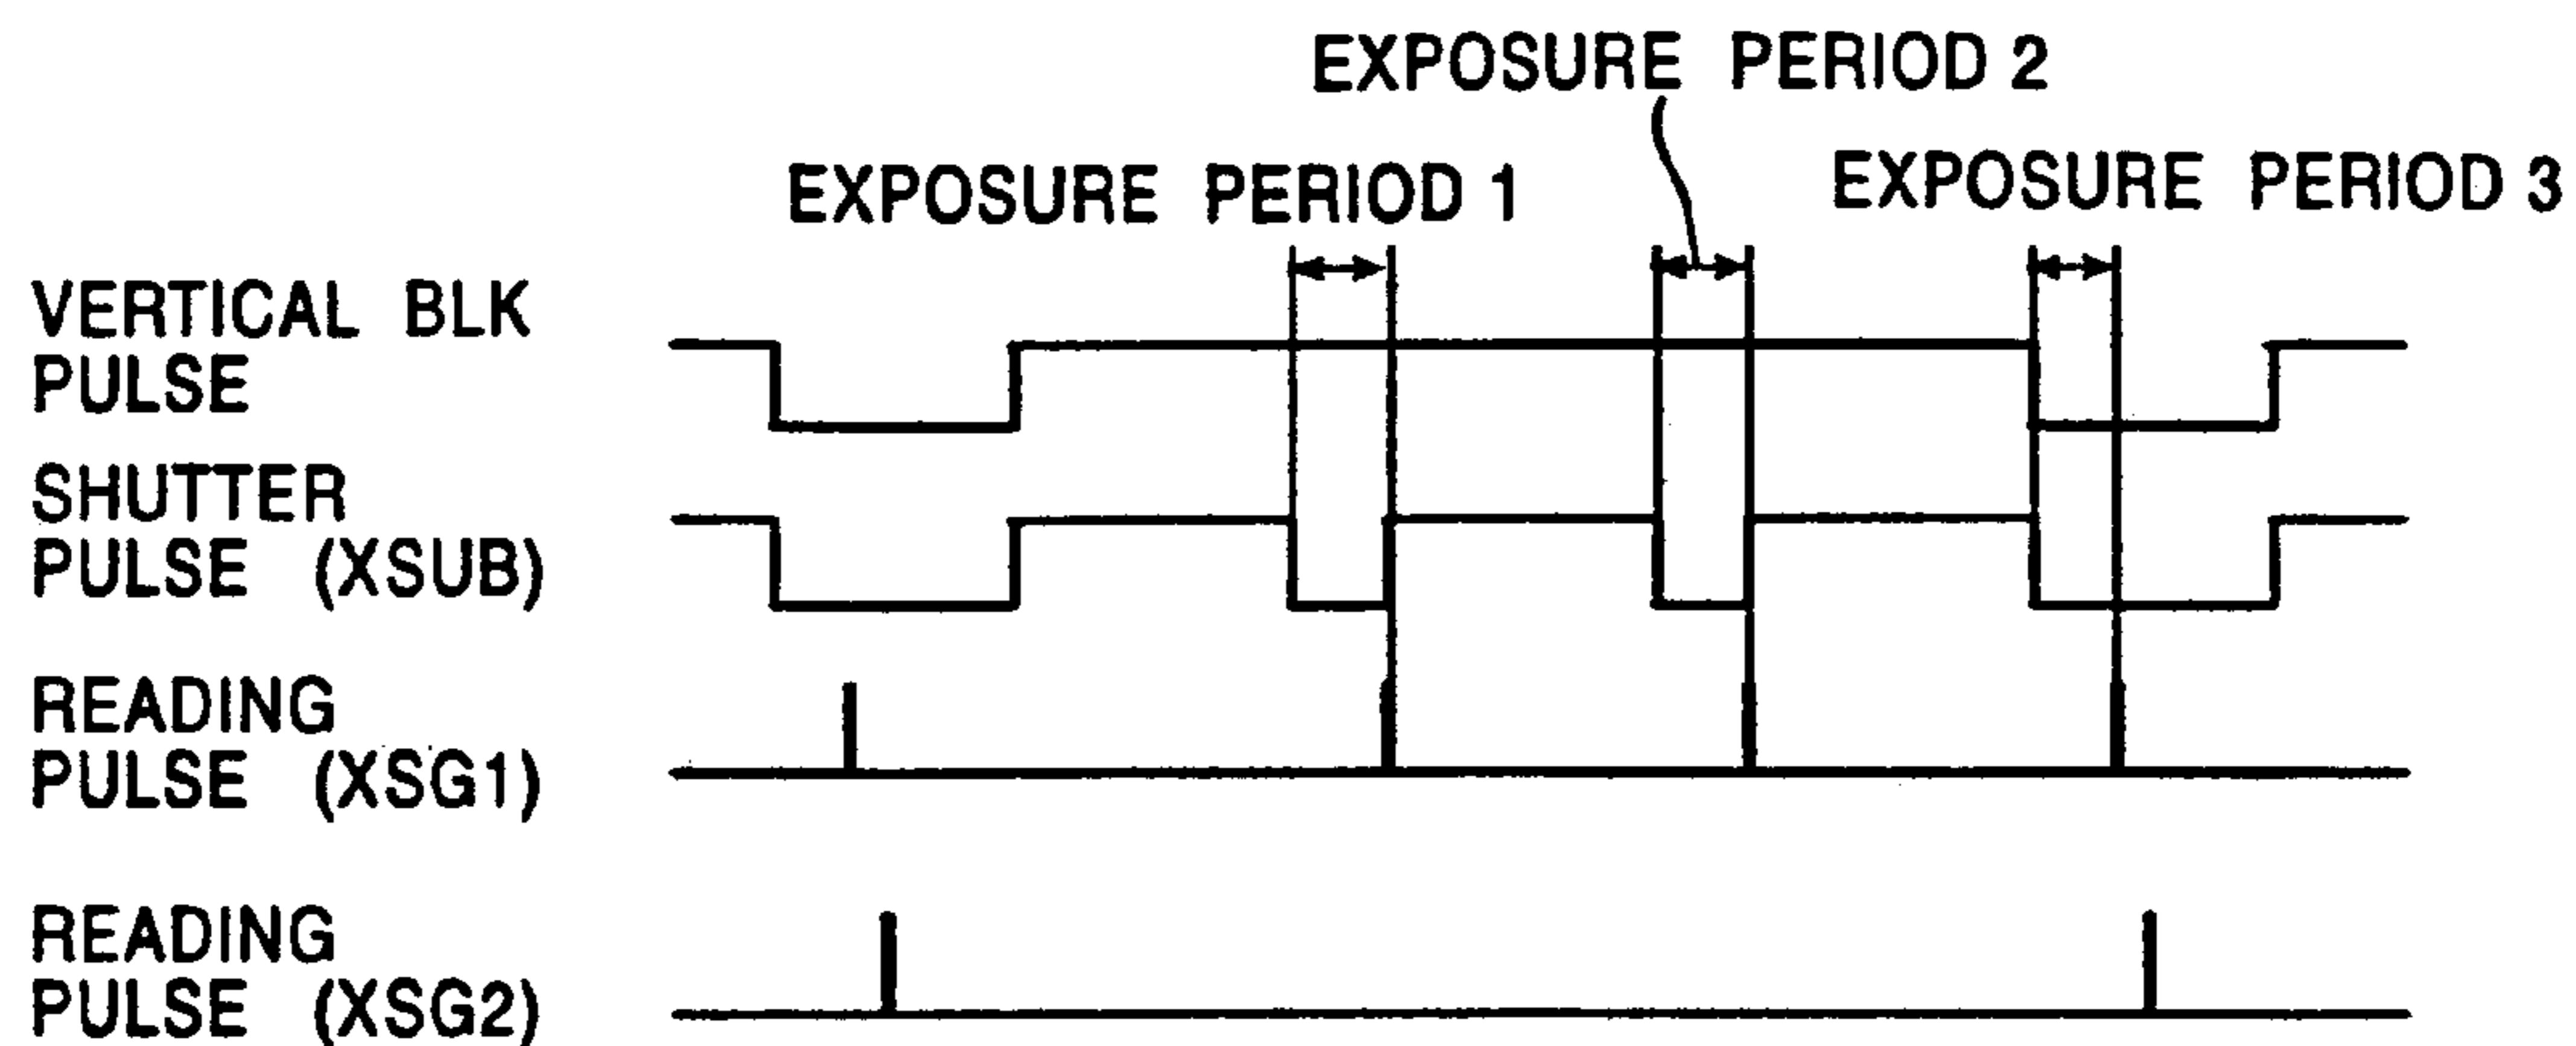 EXPOSURE PERIOD 2
EXPOSURE PERIOD 1
EXPOSURE PERIOD 3
VERTICAL BLK
PULSE
SHUTTER
PULSE (XSUB)
READING
PULSE (XSG1)
READING
PULSE (XSG2)